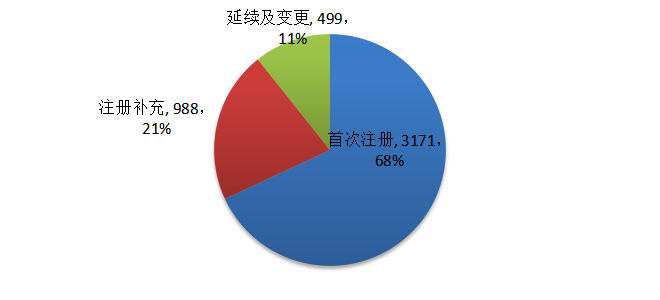 延续及变更, 499，
11%
注册补充, 988，
21%
首次注册, 3171，
68%